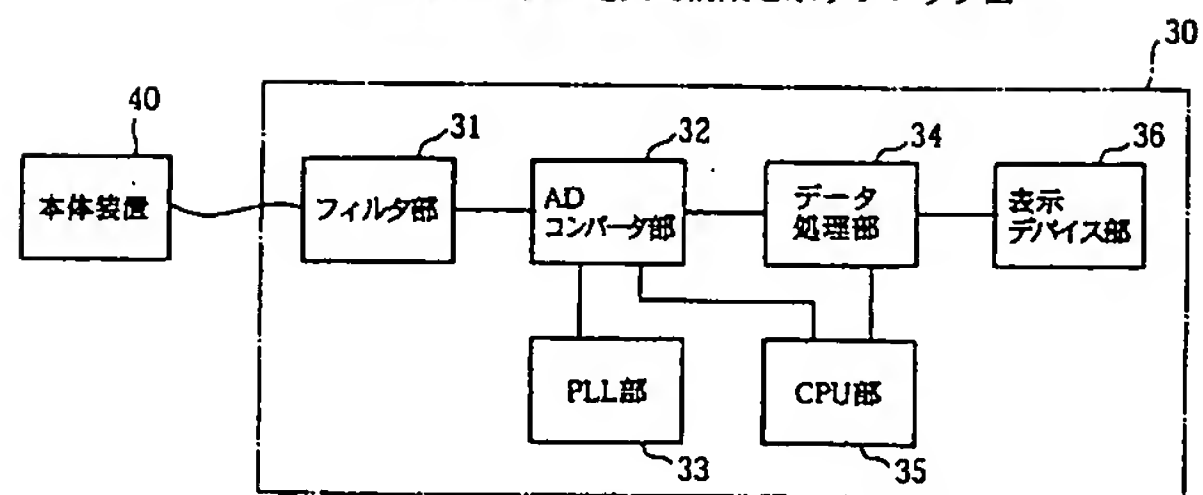 30
40
31
32
34
36
本体装置
フィルタ部
AD
コンバータ部
データ
処理部
表示
デバイス部
PLL部
CPU部
33
35